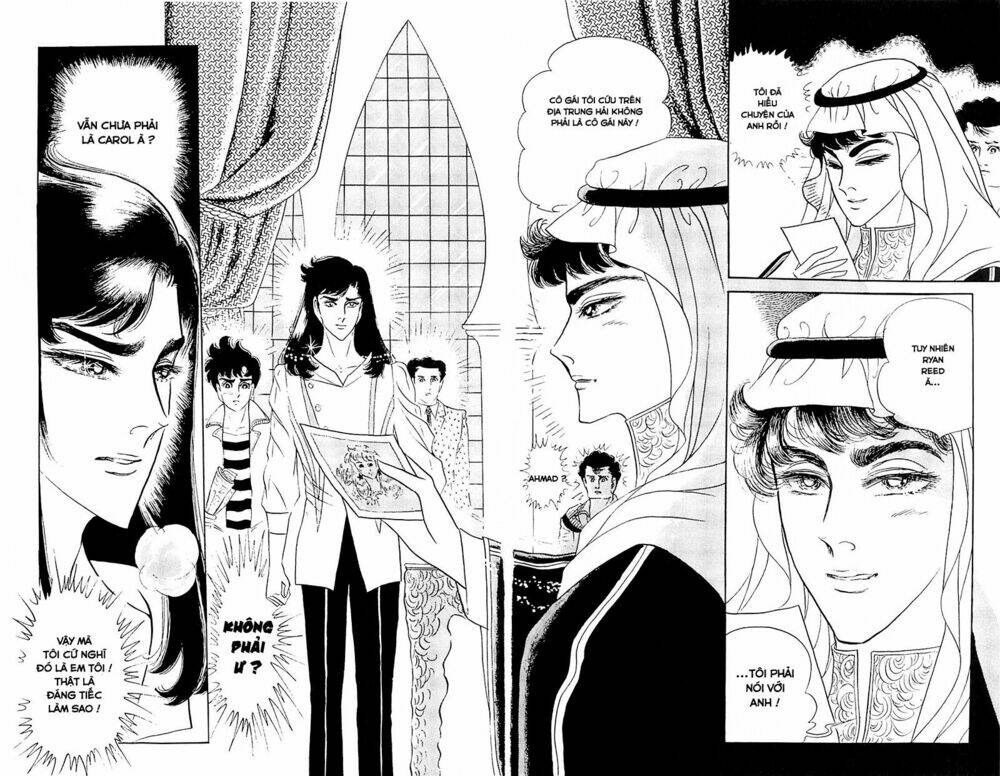 TÔI ĐÃ
HIỂU
CHUYỆN CỦA
ANH RỒI !
TUY NHIÊN
RYAN
REED
Ạ...
...TÔI PHẢI
NÓI VỚI
ANH !
CÔ GÁI TÔI CỨU TRÊN
ĐỊA TRUNG HẢI KHÔNG
PHẢI LÀ CÔ GÁI NÀY !
AHMAD ?
KHÔNG
PHẢI
Ư ?
VẪN CHƯA PHẢI
LÀ CAROL À ?
VẬY MÀ
TÔI CỨ NGHĨ
ĐÓ LÀ EM TÔI !
THẬT LÀ
ĐÁNG TIẾC
LÀM SAO !